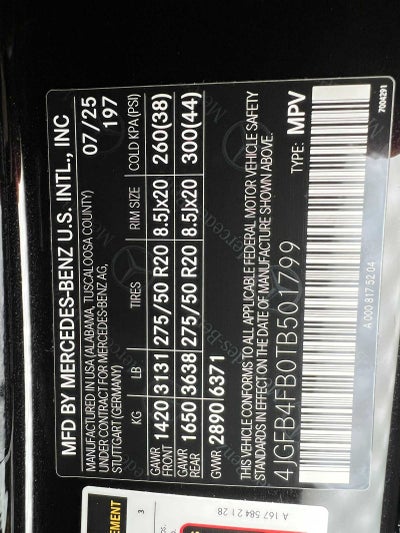 MFD BY MERCEDES-BENZ U.S. INT'L., INC
MANUFACTURED IN USA (ALABAMA, TUSCALOOSA COUNTY)
UNDER CONTRACT FOR MERCEDES-BENZ AG,
STUTTGART (GERMANY)
07/25
197
KG LB TIRES RIM SIZE COLD KPA(PSI)
GAWR FRONT 1420 3131 275/50 R20 8.5Jx20 260(38)
GAWR REAR 1650 3638 275/50 R20 8.5Jx20 300(44)
GVWR 2890 6371
THIS VEHICLE CONFORMS TO ALL APPLICABLE FEDERAL MOTOR VEHICLE SAFETY
STANDARDS IN EFFECT ON THE DATE OF MANUFACTURE SHOWN ABOVE.
4JGFB4FB0TB501799 TYPE: MPV
A 000 817 52 04
7004291
A 167 584 21 28
3